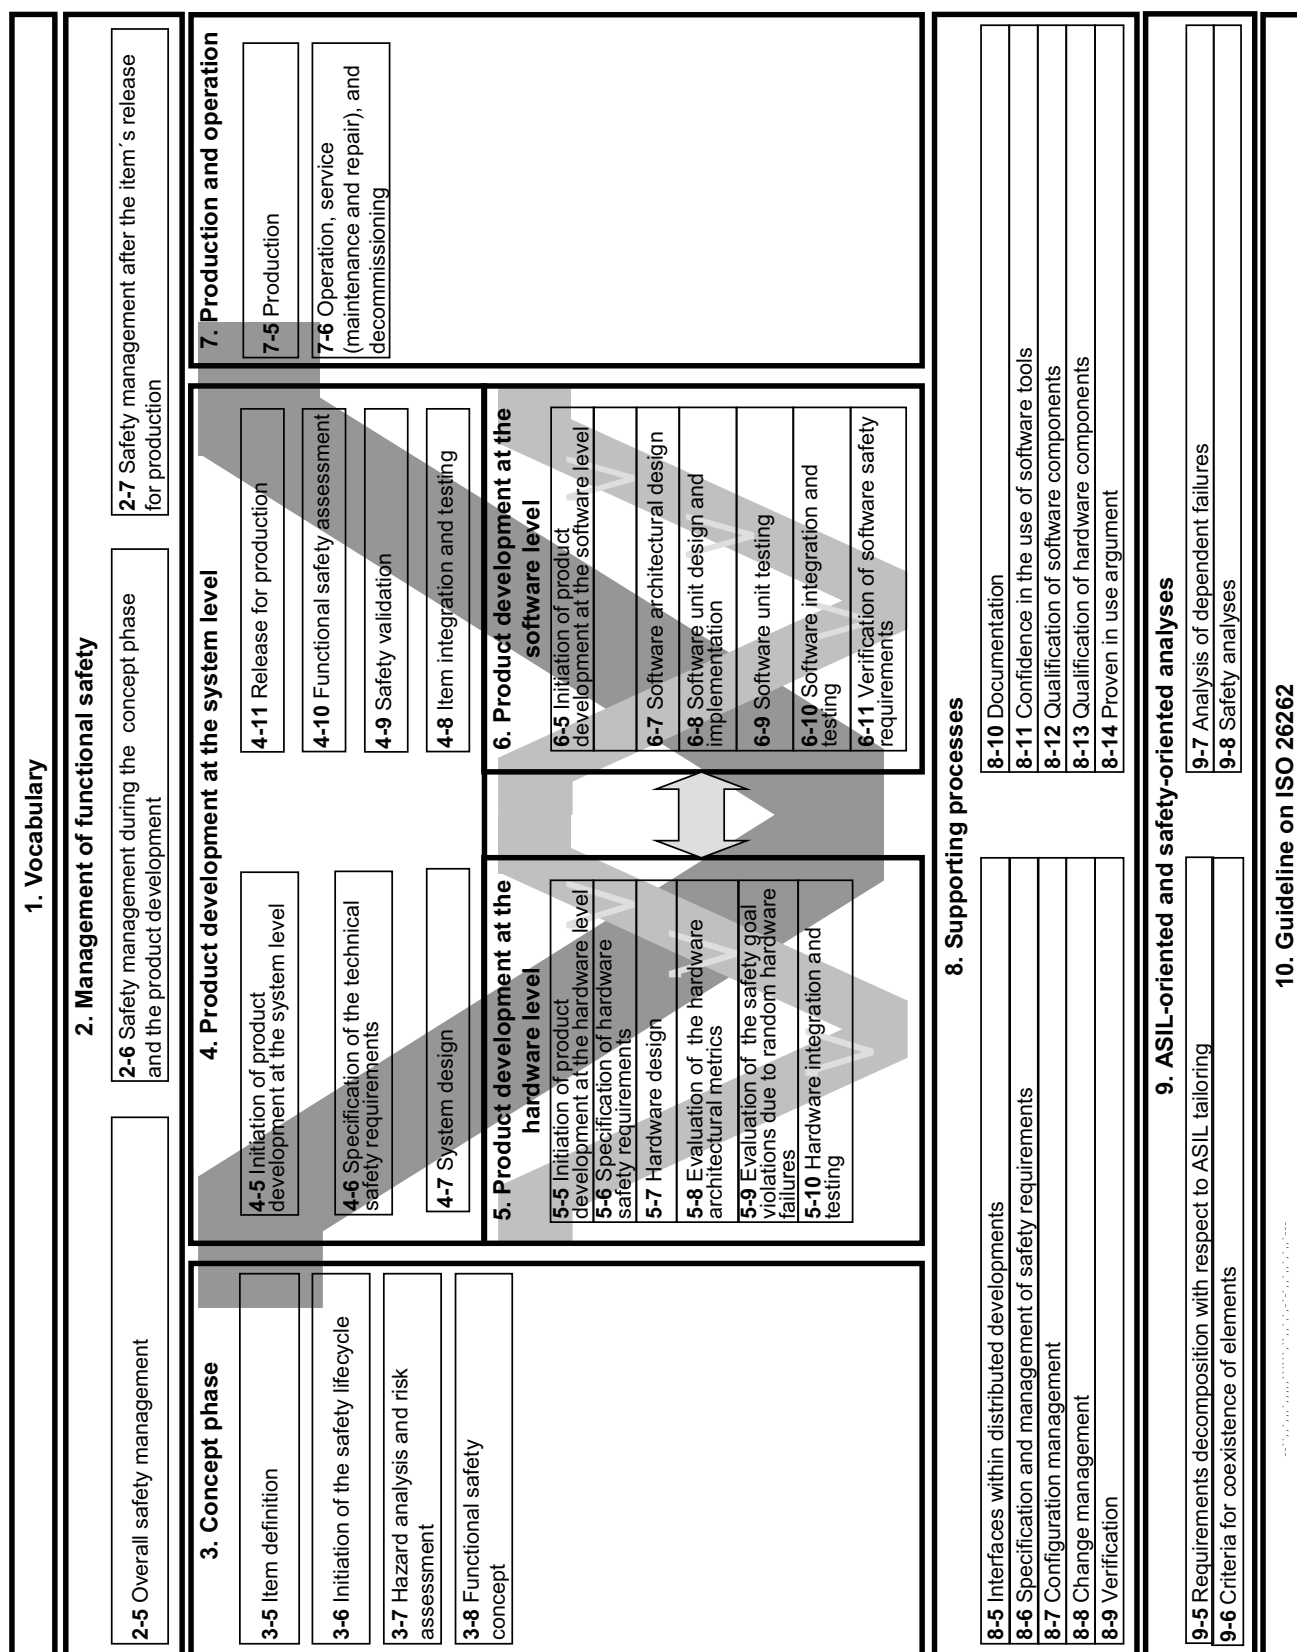 1. Vocabulary
2. Management of functional safety
2-5 Overall safety management
2-6 Safety management during the concept phase
and the product development
2-7 Safety management after the item´s release
for production
3. Concept phase
3-5 Item definition
3-6 Initiation of the safety lifecycle
3-7 Hazard analysis and risk
assessment
3-8 Functional safety
concept
4. Product development at the system level
4-5 Initiation of product
development at the system level
4-6 Specification of the technical
safety requirements
4-7 System design
4-11 Release for production
4-10 Functional safety assessment
4-9 Safety validation
4-8 Item integration and testing
5. Product development at the
hardware level
5-5 Initiation of product
development at the hardware level
5-6 Specification of hardware
safety requirements
5-7 Hardware design
5-8 Evaluation of the hardware
architectural metrics
5-9 Evaluation of the safety goal
violations due to random hardware
failures
5-10 Hardware integration and
testing
6. Product development at the
software level
6-5 Initiation of product
development at the software level
6-7 Software architectural design
6-8 Software unit design and
implementation
6-9 Software unit testing
6-10 Software integration and
testing
6-11 Verification of software safety
requirements
7. Production and operation
7-5 Production
7-6 Operation, service
(maintenance and repair), and
decommissioning
8. Supporting processes
8-5 Interfaces within distributed developments
8-6 Specification and management of safety requirements
8-7 Configuration management
8-8 Change management
8-9 Verification
8-10 Documentation
8-11 Confidence in the use of software tools
8-12 Qualification of software components
8-13 Qualification of hardware components
8-14 Proven in use argument
9. ASIL-oriented and safety-oriented analyses
9-5 Requirements decomposition with respect to ASIL tailoring
9-6 Criteria for coexistence of elements
9-7 Analysis of dependent failures
9-8 Safety analyses
10. Guideline on ISO 26262